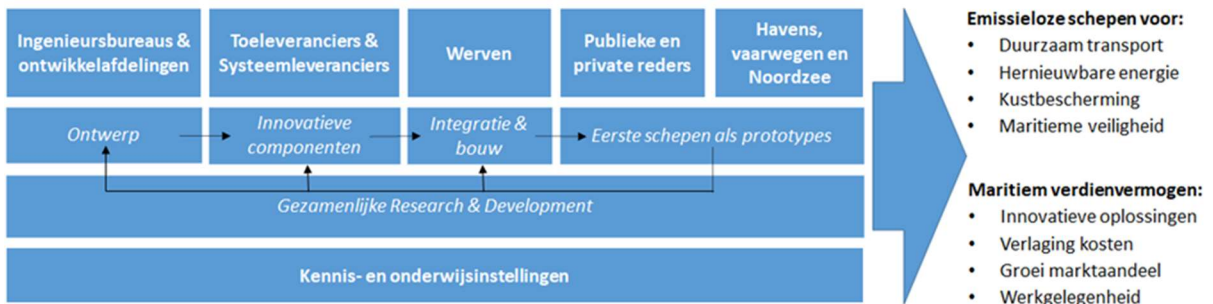 Ingenieursbureaus &
ontwikkelafdelingen
Toeleveranciers &
Systeemleveranciers
Werven
Publieke en
private reders
Havens,
vaarwegen en
Noordzee
Ontwerp
Innovatieve
componenten
Integratie &
bouw
Eerste schepen als prototypes
Gezamenlijke Research & Development
Kennis- en onderwijsinstellingen
Emissieloze schepen voor:
• Duurzaam transport
• Hernieuwbare energie
• Kustbescherming
• Maritieme veiligheid
Maritiem verdienvermogen:
• Innovatieve oplossingen
• Verlaging kosten
• Groei marktaandeel
• Werkgelegenheid